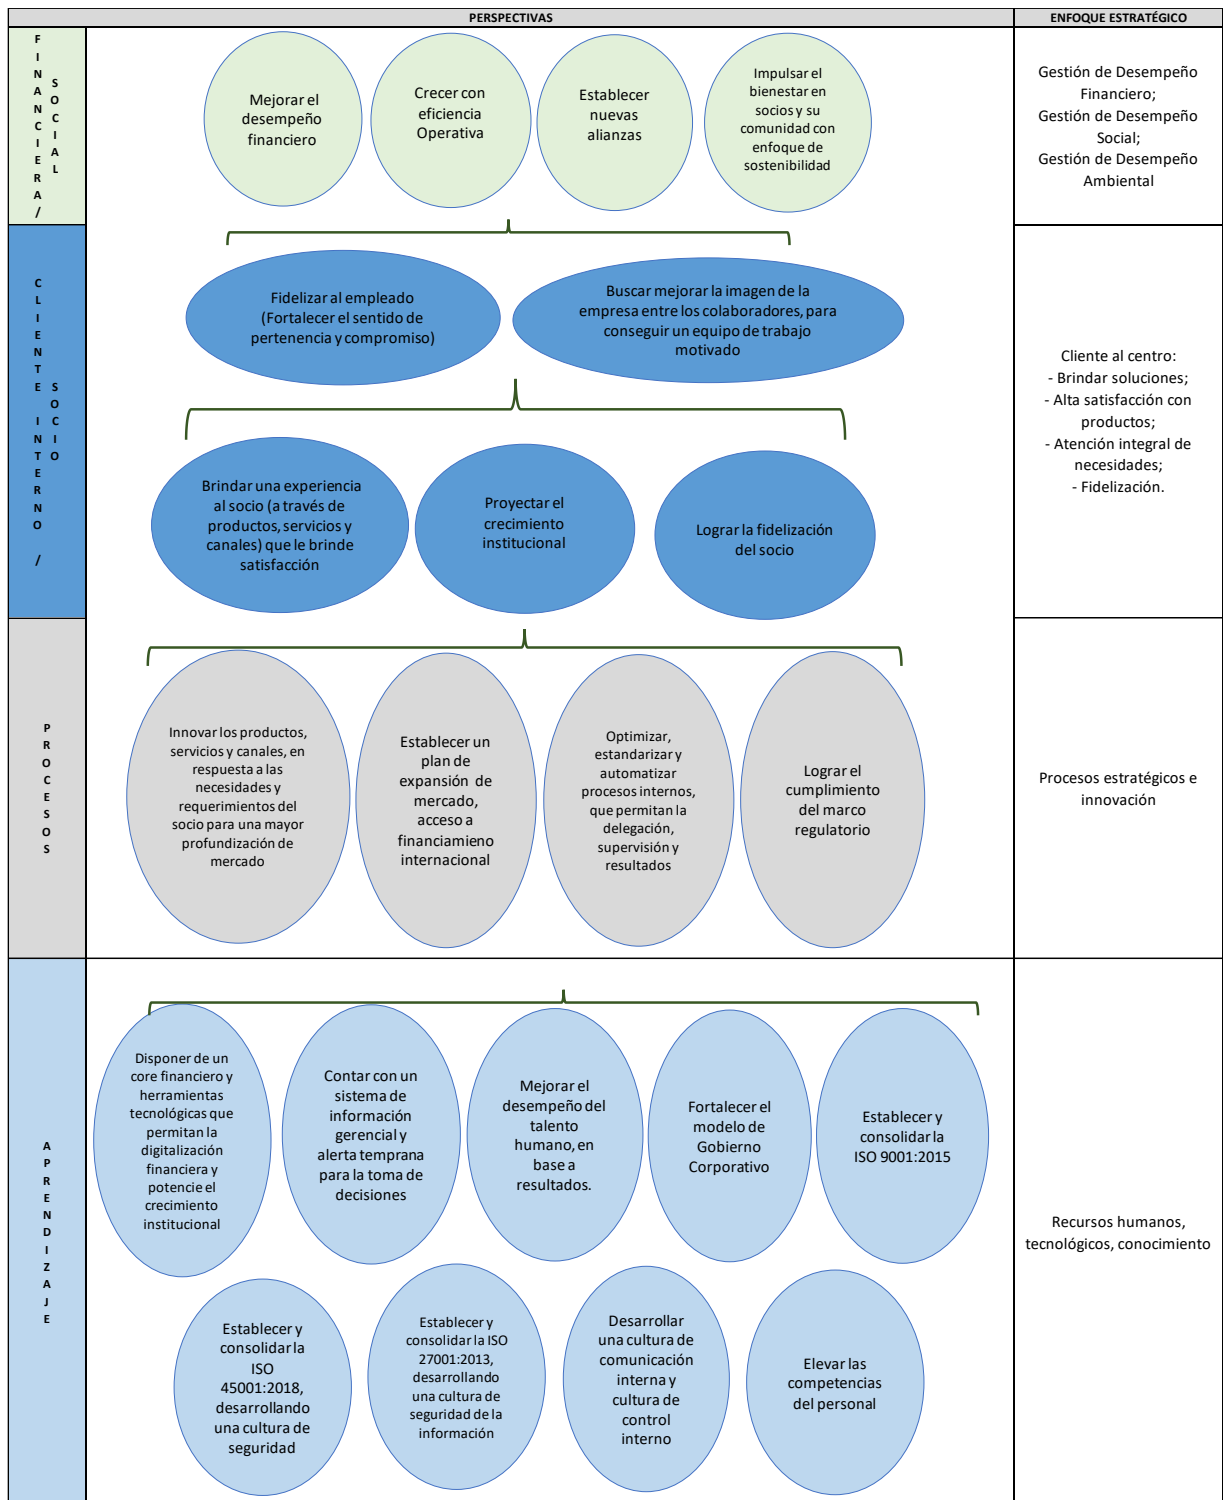 PERSPECTIVAS
ENFOQUE ESTRATÉGICO
FINANCIERA/
SOCIAL
Mejorar el
desempeño
financiero
Crecer con
eficiencia
Operativa
Establecer
nuevas
alianzas
Impulsar el
bienestar en
socios y su
comunidad con
enfoque de
sostenibilidad
Gestión de Desempeño
Financiero;
Gestión de Desempeño
Social;
Gestión de Desempeño
Ambiental
CLIENTE INTERNO /
SOCIO
Fidelizar al empleado
(Fortalecer el sentido de
pertenencia y compromiso)
Buscar mejorar la imagen de la
empresa entre los colaboradores, para
conseguir un equipo de trabajo
motivado
Brindar una experiencia
al socio (a través de
productos, servicios y
canales) que le brinde
satisfacción
Proyectar el
crecimiento
institucional
Lograr la fidelización
del socio
Cliente al centro:
- Brindar soluciones;
- Alta satisfacción con
productos;
- Atención integral de
necesidades;
- Fidelización.
PROCESOS
Innovar los productos,
servicios y canales, en
respuesta a las
necesidades y
requerimientos del
socio para una mayor
profundización de
mercado
Establecer un
plan de
expansión de
mercado,
acceso a
financiamieno
internacional
Optimizar,
estandarizar y
automatizar
procesos internos,
que permitan la
delegación,
supervisión y
resultados
Lograr el
cumplimiento
del marco
regulatorio
Procesos estratégicos e
innovación
APRENDIZAJE
Disponer de un
core financiero y
herramientas
tecnológicas que
permitan la
digitalización
financiera y
potencie el
crecimiento
institucional
Contar con un
sistema de
información
gerencial y
alerta temprana
para la toma de
decisiones
Mejorar el
desempeño del
talento
humano, en
base a
resultados.
Fortalecer el
modelo de
Gobierno
Corporativo
Establecer y
consolidar la
ISO 9001:2015
Establecer y
consolidar la
ISO
45001:2018,
desarrollando
una cultura de
seguridad
Establecer y
consolidar la ISO
27001:2013,
desarrollando
una cultura de
seguridad de la
información
Desarrollar
una cultura de
comunicación
interna y
cultura de
control
interno
Elevar las
competencias
del personal
Recursos humanos,
tecnológicos, conocimiento